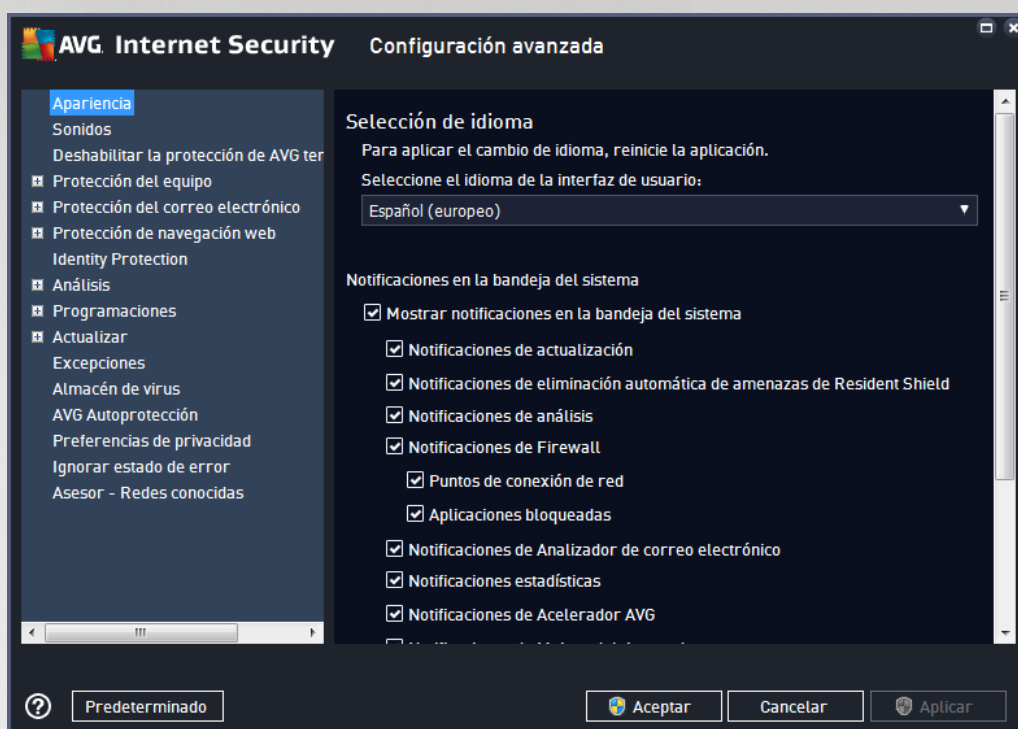 AVG. Internet Security Configuración avanzada
Apariencia
Sonidos
Deshabilitar la protección de AVG ter
Protección del equipo
Protección del correo electrónico
Protección de navegación web
Identity Protection
Análisis
Programaciones
Actualizar
Excepciones
Almacén de virus
AVG Autoprotección
Preferencias de privacidad
Ignorar estado de error
Asesor - Redes conocidas
Selección de idioma
Para aplicar el cambio de idioma, reinicie la aplicación.
Seleccione el idioma de la interfaz de usuario:
Español (europeo)
Notificaciones en la bandeja del sistema
Mostrar notificaciones en la bandeja del sistema
Notificaciones de actualización
Notificaciones de eliminación automática de amenazas de Resident Shield
Notificaciones de análisis
Notificaciones de Firewall
Puntos de conexión de red
Aplicaciones bloqueadas
Notificaciones de Analizador de correo electrónico
Notificaciones estadísticas
Notificaciones de Acelerador AVG
? Predeterminado Aceptar Cancelar Aplicar